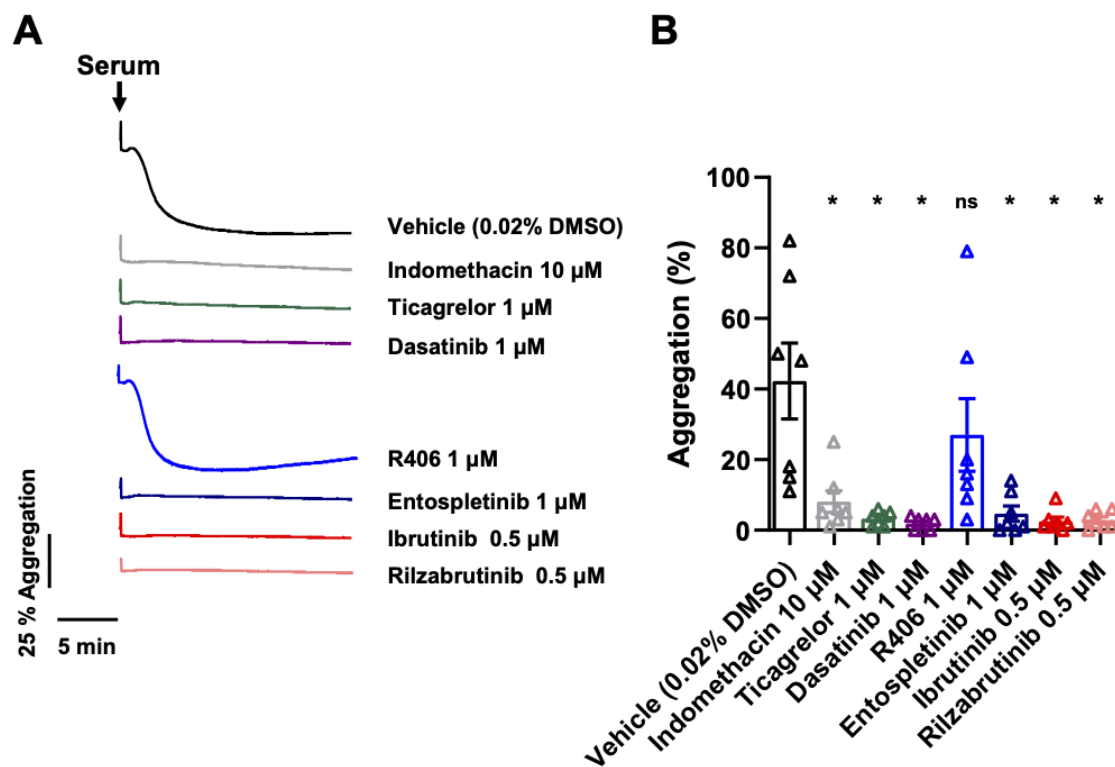 A
Serum
Vehicle (0.02% DMSO)
Indomethacin 10 µM
Ticagrelor 1 µM
Dasatinib 1 µM
R406 1 µM
Entospletinib 1 µM
Ibrutinib 0.5 µM
Rilzabrutinib 0.5 µM
25 % Aggregation
5 min
B
Aggregation (%)
100
80
60
40
20
0
* * * ns * * *
Vehicle (0.02% DMSO)
Indomethacin 10 µM
Ticagrelor 1 µM
Dasatinib 1 µM
R406 1 µM
Entospletinib 1 µM
Ibrutinib 0.5 µM
Rilzabrutinib 0.5 µM